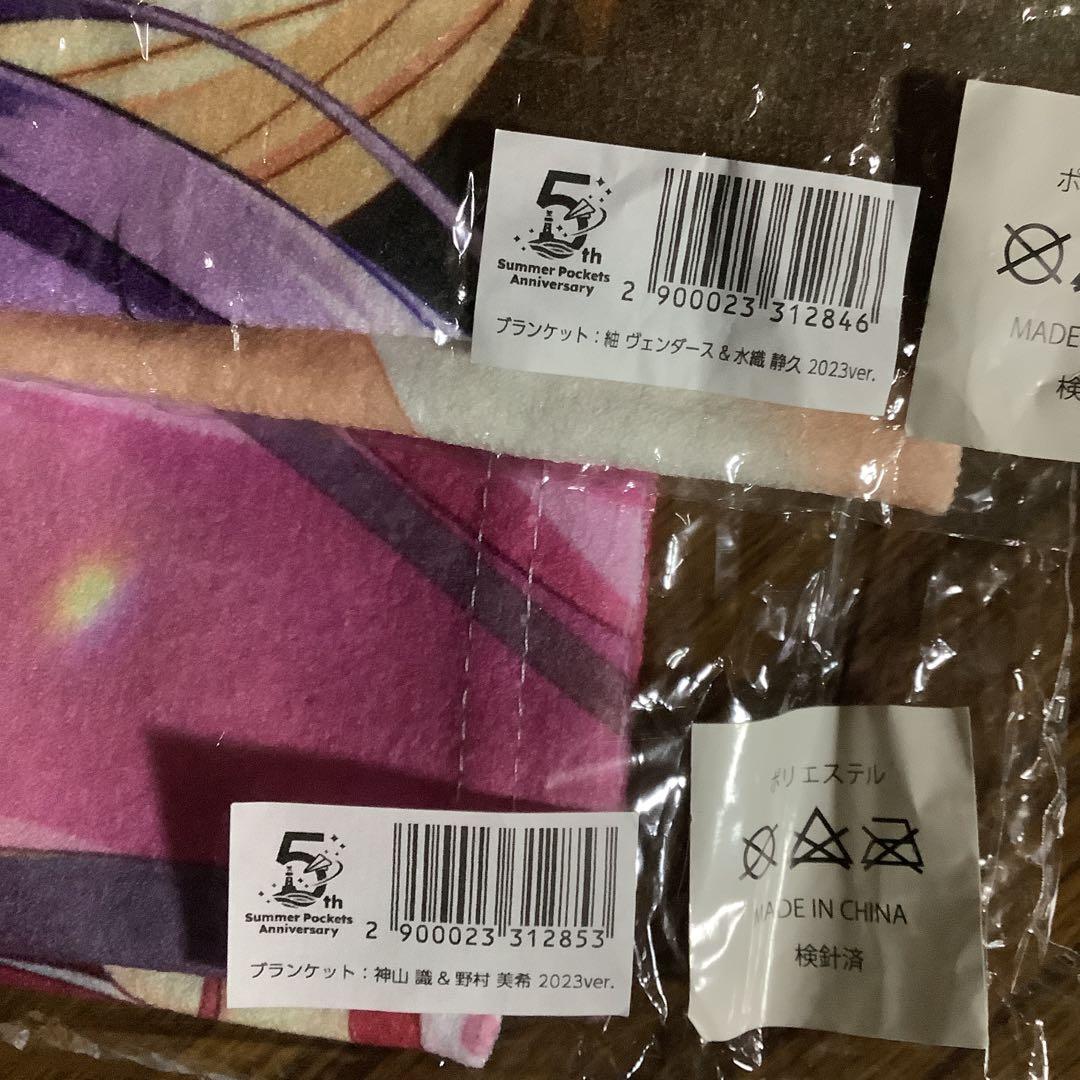 5th
Summer Pockets
Anniversary
2 900023 312846
ブランケット：紬 ヴェンダース＆水織 静久 2023ver.
ポ
MADE
検
5th
Summer Pockets
Anniversary
2 900023 312853
ブランケット：神山 識＆野村 美希 2023ver.
ポリエステル
MADE IN CHINA
検針済